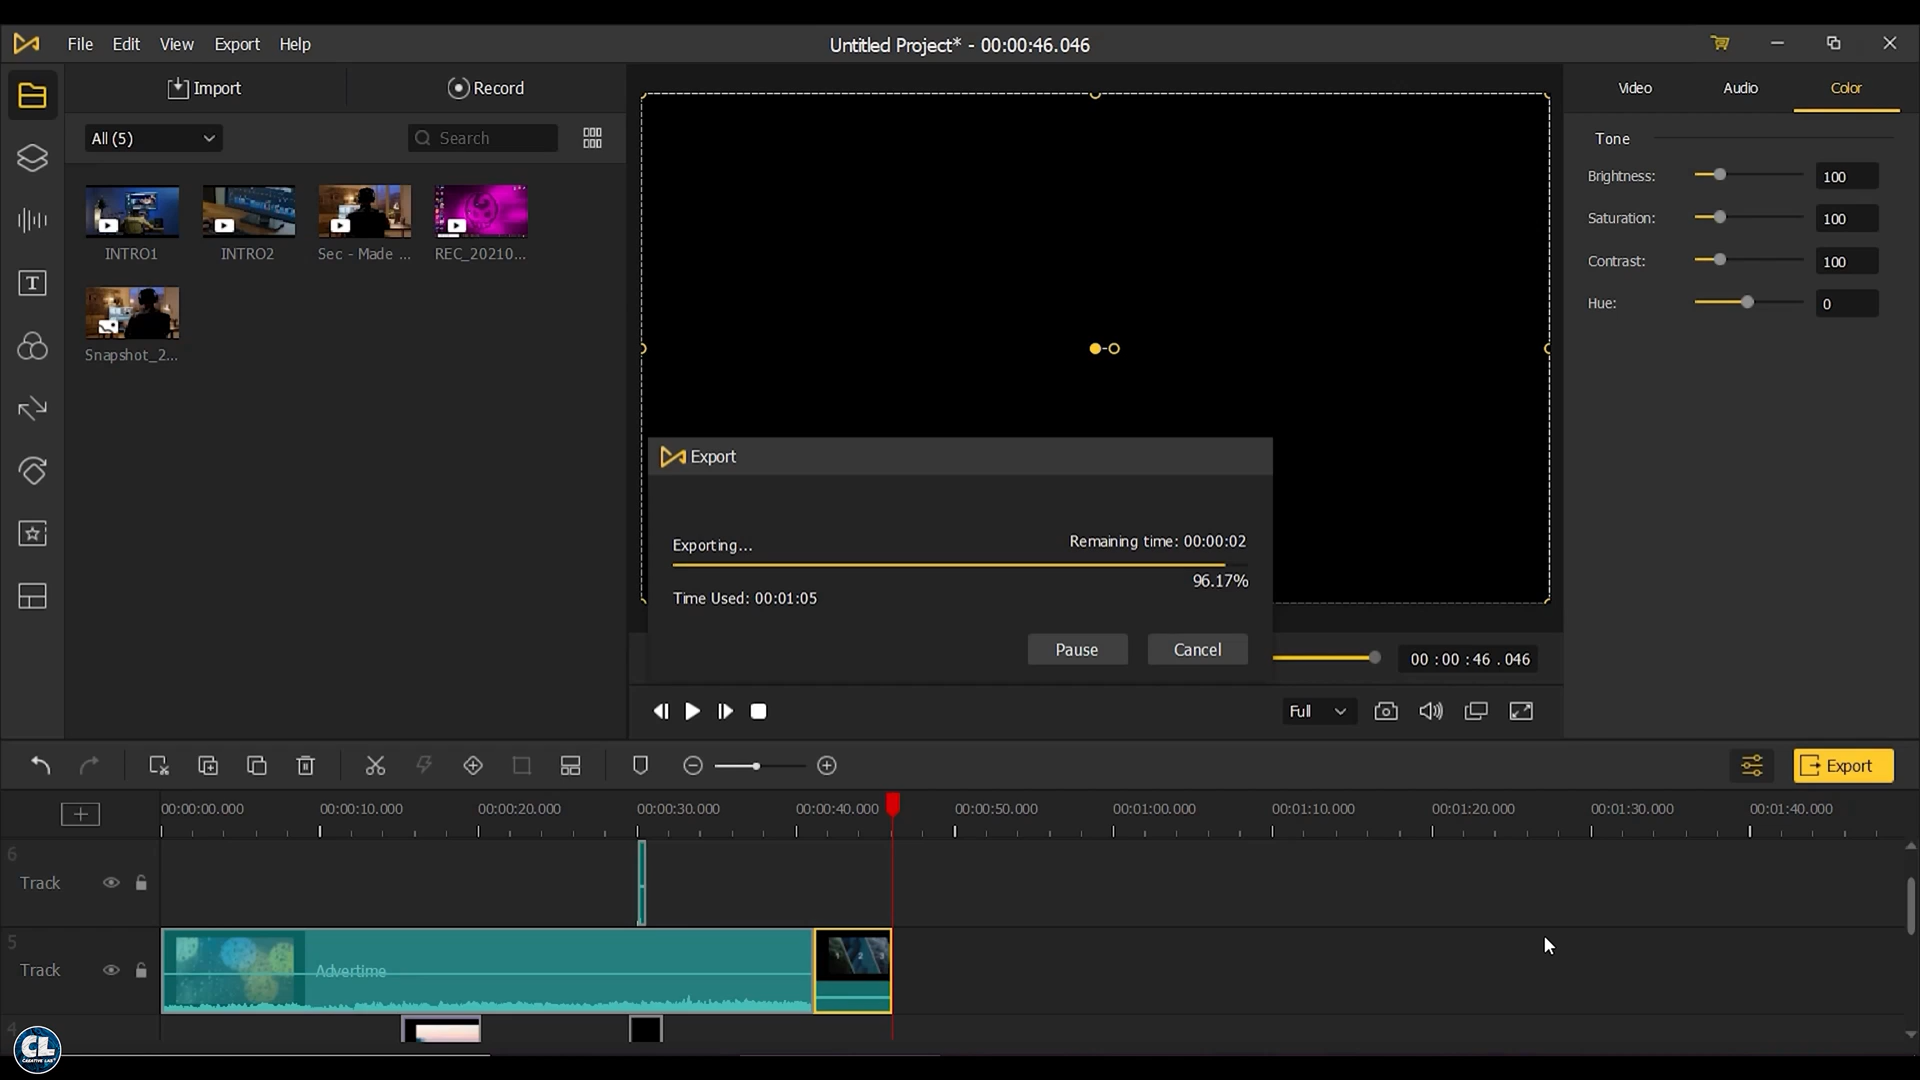 File Edit View Export Help
Untitled Project* - 00:00:46.046
Import
Record
Video Audio Color
All (5)
Search
Tone
Brightness: 100
Saturation: 100
Contrast: 100
Hue: 0
INTRO1 INTRO2 Sec - Made ... REC_20210...
Snapshot_2...
Export
Exporting...
Remaining time: 00:00:02
96.17%
Time Used: 00:01:05
Pause Cancel
00 : 00 : 46 . 046
Full
Export
00:00:00.000 00:00:10.000 00:00:20.000 00:00:30.000 00:00:40.000 00:00:50.000 00:01:00.000 00:01:10.000 00:01:20.000 00:01:30.000 00:01:40.000
6
Track
5
Track
Advertime
4
CL